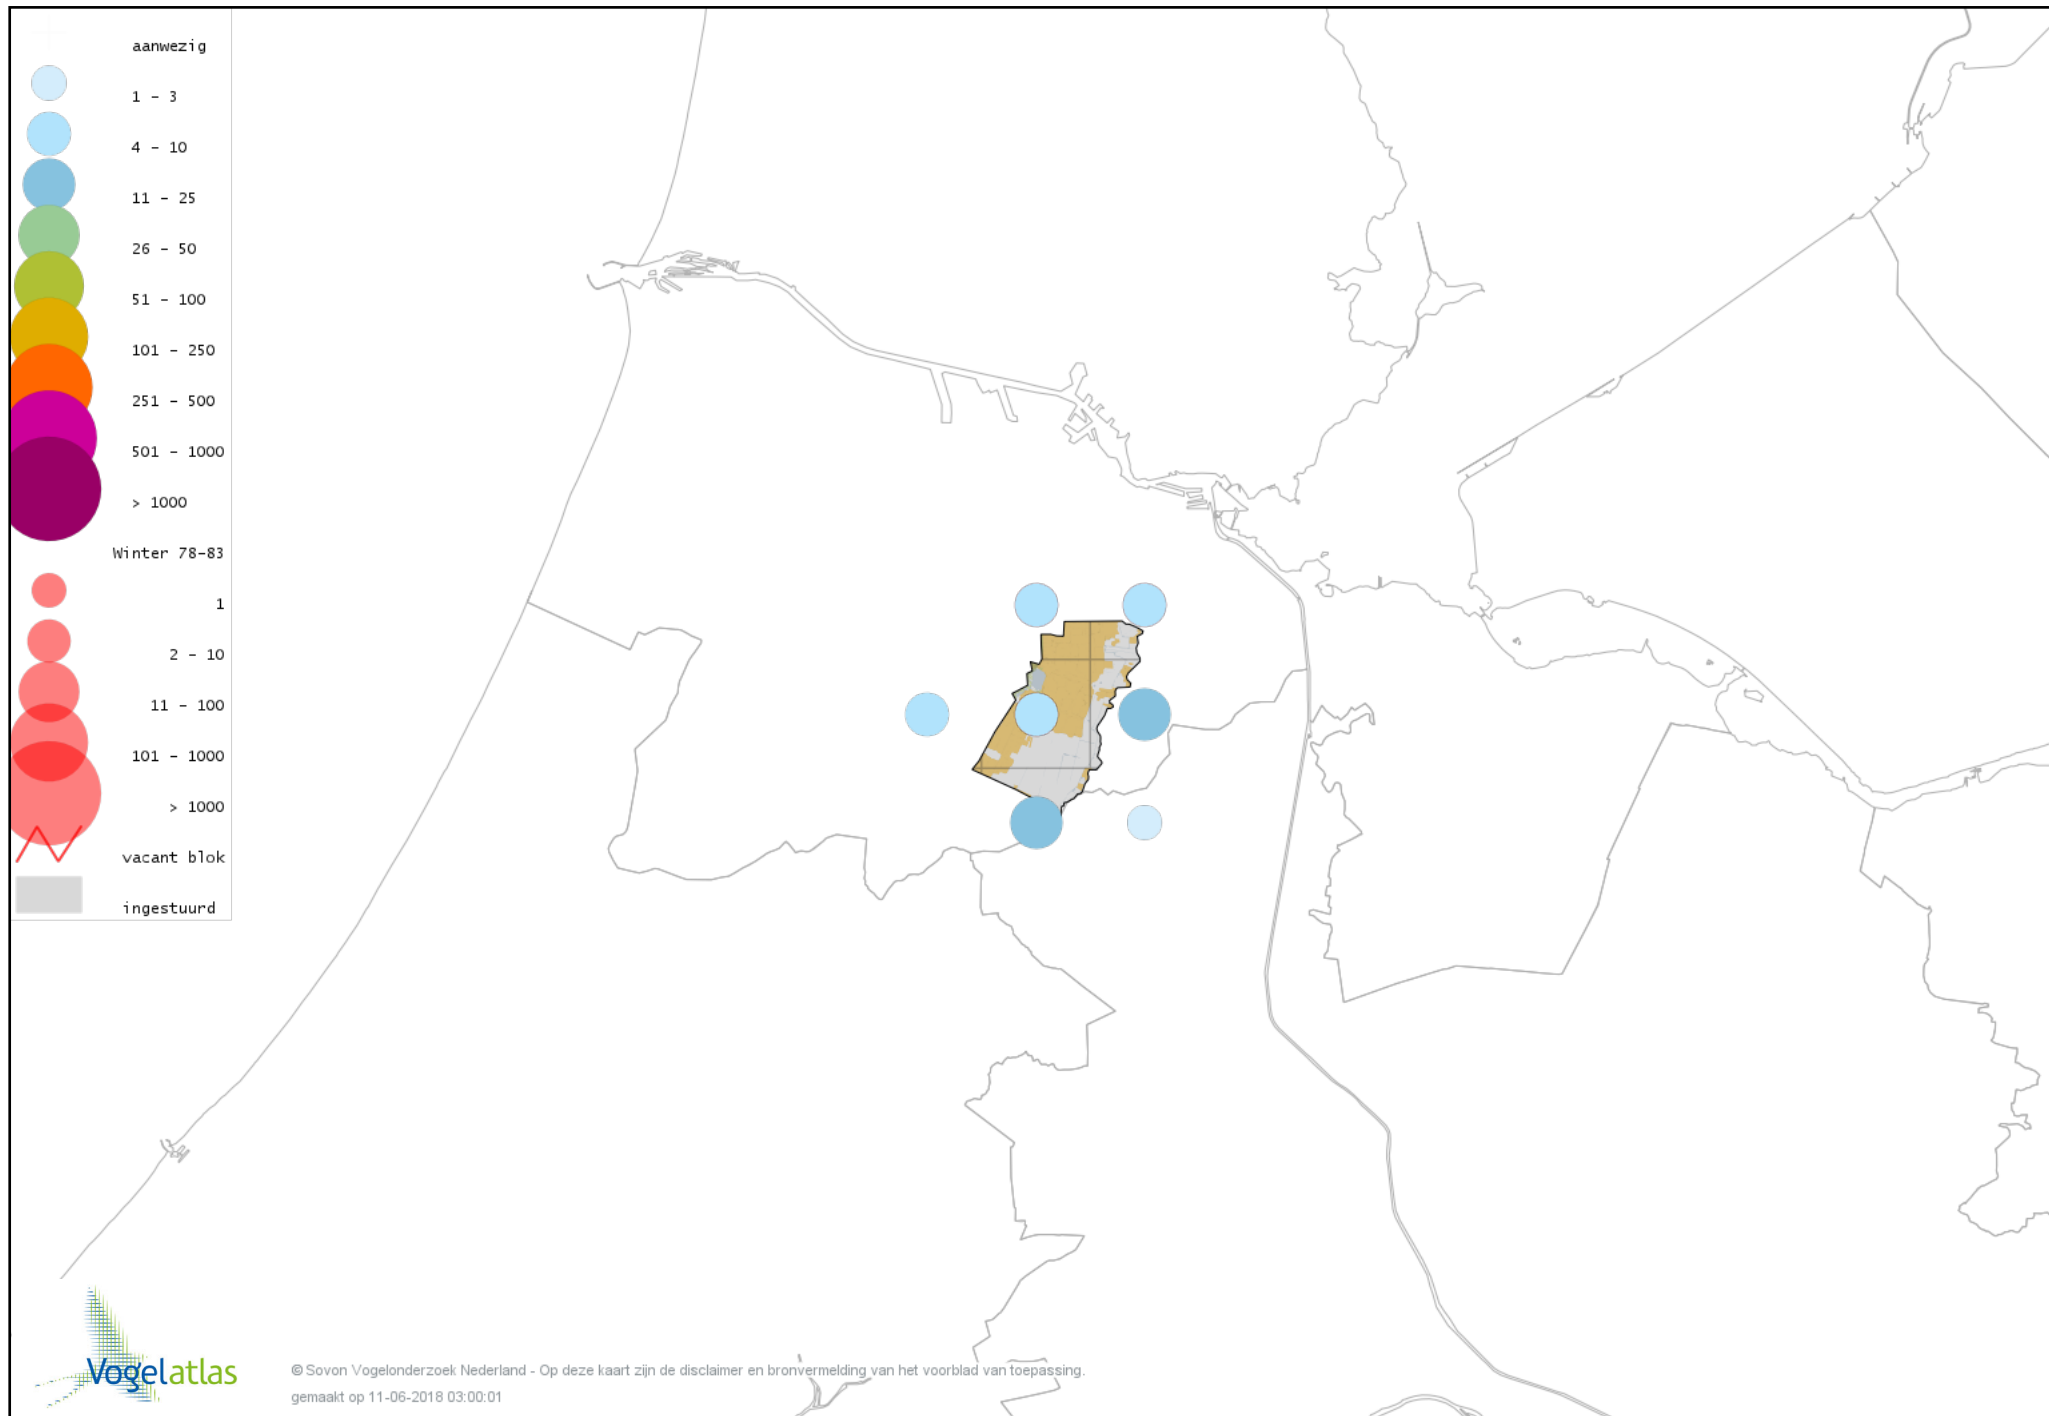 aanwezig
1 - 3
4 - 10
11 - 25
26 - 50
51 - 100
101 - 250
251 - 500
501 - 1000
> 1000
Winter 78-83
1
2 - 10
11 - 100
101 - 1000
> 1000
vacant blok
ingestuurd
Vogelatlas
© Sovon Vogelonderzoek Nederland - Op deze kaart zijn de disclaimer en bronvermelding van het voorblad van toepassing.
gemaakt op 11-06-2018 03:00:01